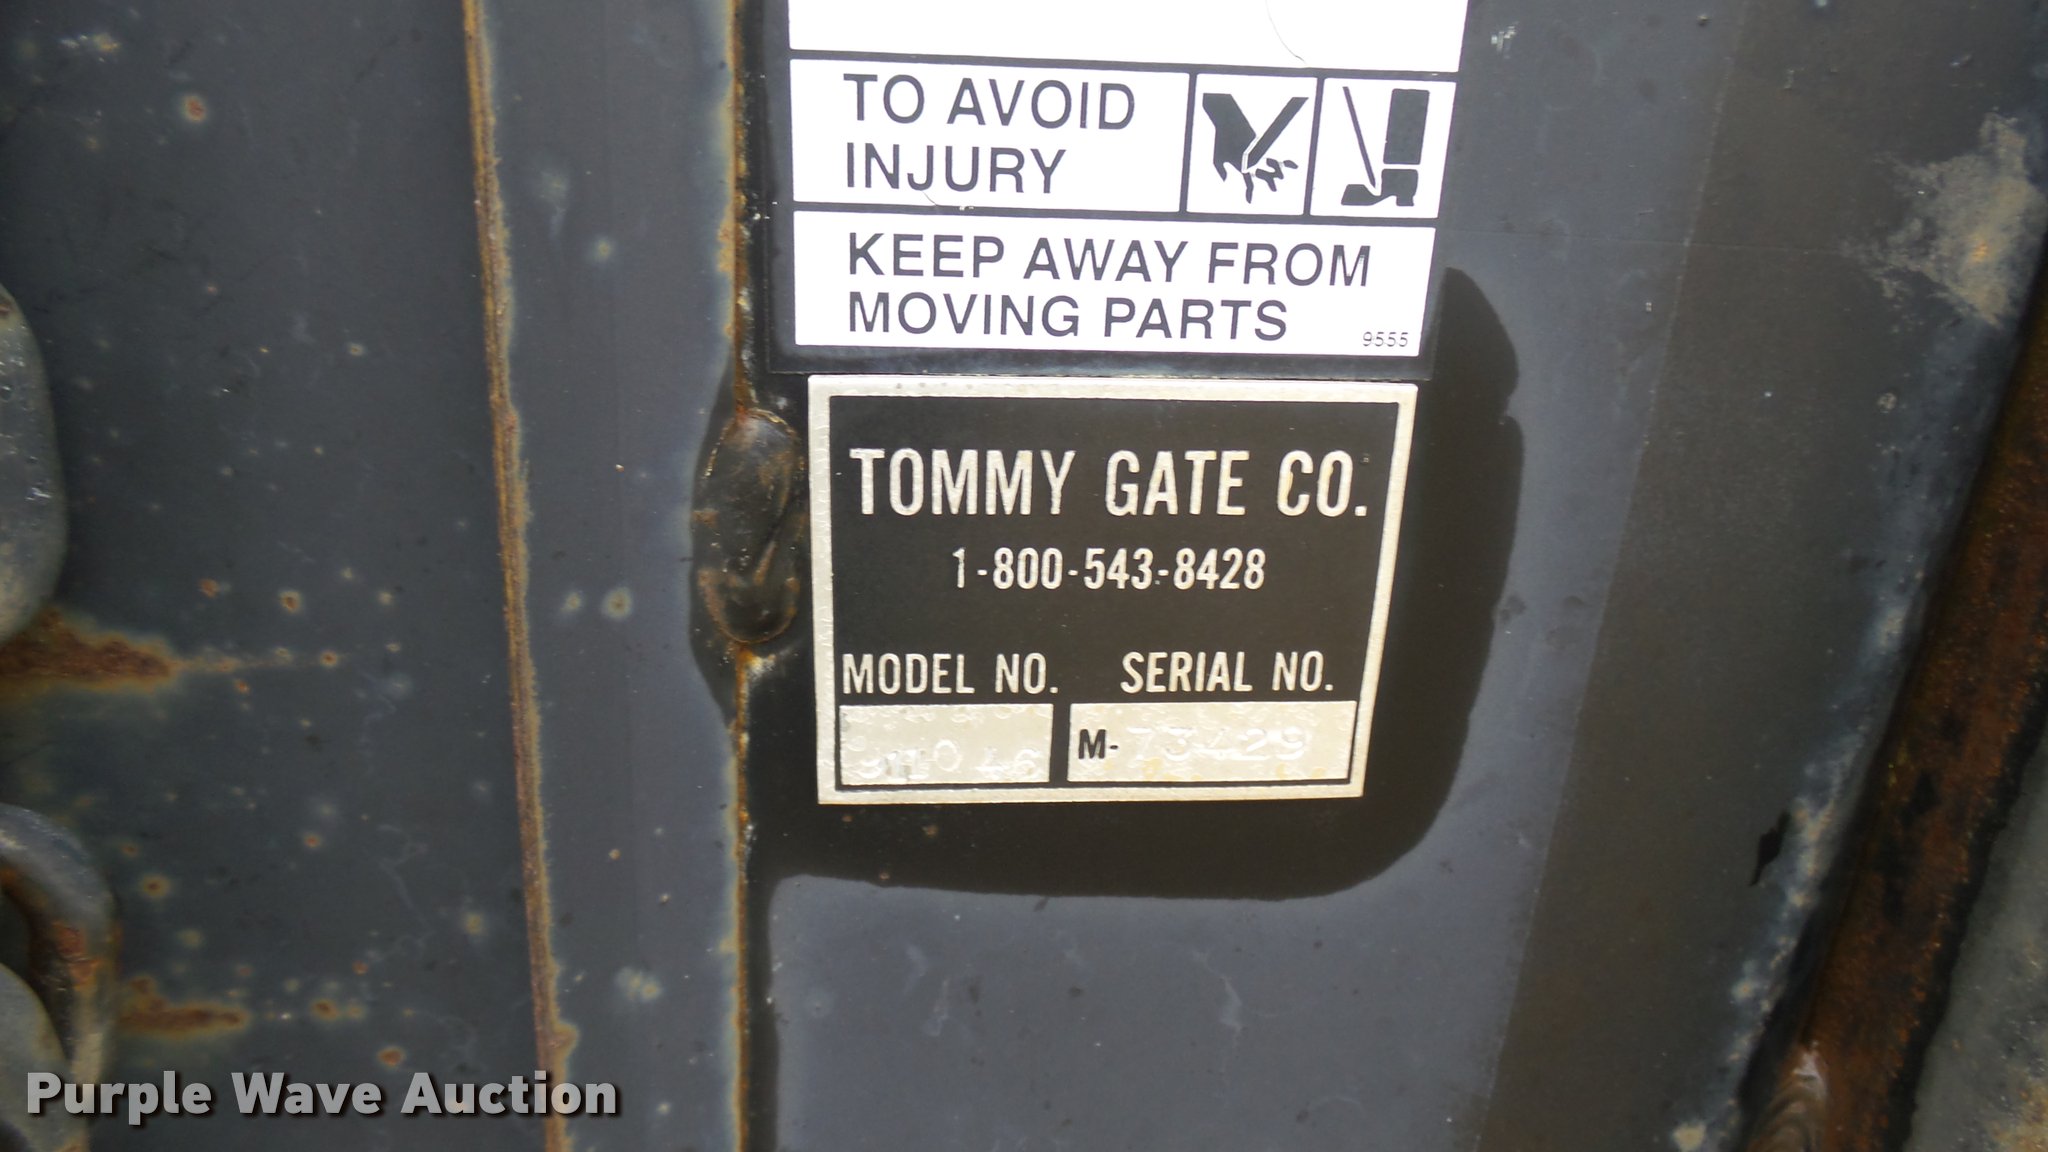 TO AVOID
INJURY
KEEP AWAY FROM
MOVING PARTS
9555
TOMMY GATE CO.
1-800-543-8428
MODEL NO. SERIAL NO.
M-73429
Purple Wave Auction